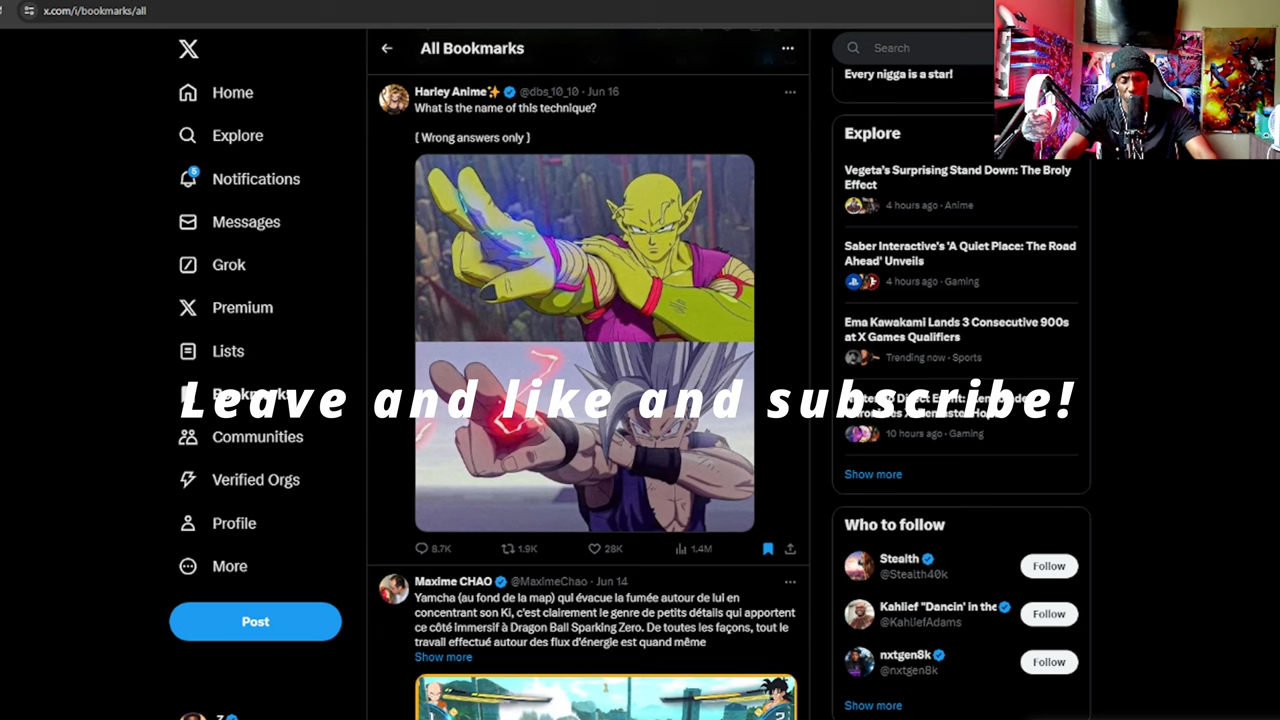 x.com/i/bookmarks/all
Home
Explore
5
Notifications
Messages
Grok
Premium
Lists
Bookmarks
Communities
Verified Orgs
Profile
More
Post
All Bookmarks
Harley Anime✨ @dbs_10_10 · Jun 16
What is the name of this technique?
[ Wrong answers only ]
8.7K 1.9K 28K 1.4M
Maxime CHAO @MaximeChao · Jun 14
Yamcha (au fond de la map) qui évacue la fumée autour de lui en
concentrant son Ki, c'est clairement le genre de petits détails qui apportent
ce côté immersif à Dragon Ball Sparking Zero. De toutes les façons, tout le
travail effectué autour des flux d'énergie est quand même
Show more
Leave and like and subscribe!
Search
Every nigga is a star!
Explore
Vegeta's Surprising Stand Down: The Broly
Effect
4 hours ago · Anime
Saber Interactive's 'A Quiet Place: The Road
Ahead' Unveils
4 hours ago · Gaming
Ema Kawakami Lands 3 Consecutive 900s
at X Games Qualifiers
Trending now · Sports
10 hours ago · Gaming
Show more
Who to follow
Stealth
@Stealth40k
Follow
Kahlief "Dancin' in the
@KahliefAdams
Follow
nxtgen8k
@nxtgen8k
Follow
Show more